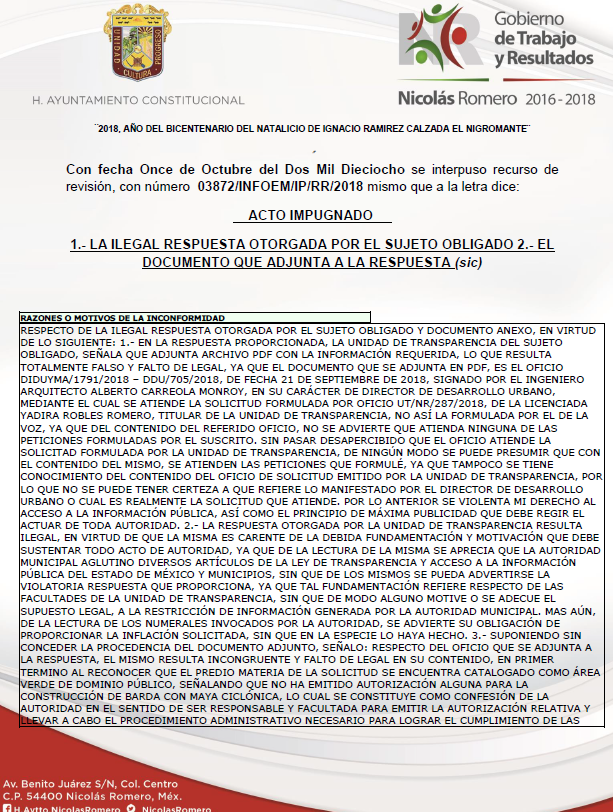 UNIDAD
PROGRESO
CULTURA
H. AYUNTAMIENTO CONSTITUCIONAL
Gobierno
de Trabajo
y Resultados
Nicolás Romero 2016 - 2018
¨2018, AÑO DEL BICENTENARIO DEL NATALICIO DE IGNACIO RAMIREZ CALZADA EL NIGROMANTE¨
Con fecha Once de Octubre del Dos Mil Dieciocho se interpuso recurso de
revisión, con número 03872/INFOEM/IP/RR/2018 mismo que a la letra dice:
ACTO IMPUGNADO
1.- LA ILEGAL RESPUESTA OTORGADA POR EL SUJETO OBLIGADO 2.- EL
DOCUMENTO QUE ADJUNTA A LA RESPUESTA (sic)
RAZONES O MOTIVOS DE LA INCONFORMIDAD
RESPECTO DE LA ILEGAL RESPUESTA OTORGADA POR EL SUJETO OBLIGADO Y DOCUMENTO ANEXO, EN VIRTUD
DE LO SIGUIENTE: 1.- EN LA RESPUESTA PROPORCIONADA, LA UNIDAD DE TRANSPARENCIA DEL SUJETO
OBLIGADO, SEÑALA QUE ADJUNTA ARCHIVO PDF CON LA INFORMACIÓN REQUERIDA, LO QUE RESULTA
TOTALMENTE FALSO Y FALTO DE LEGAL, YA QUE EL DOCUMENTO QUE SE ADJUNTA EN PDF, ES EL OFICIO
DIDUYMA/1791/2018 – DDU/705/2018, DE FECHA 21 DE SEPTIEMBRE DE 2018, SIGNADO POR EL INGENIERO
ARQUITECTO ALBERTO CARREOLA MONROY, EN SU CARÁCTER DE DIRECTOR DE DESARROLLO URBANO,
MEDIANTE EL CUAL SE ATIENDE LA SOLICITUD FORMULADA POR OFICIO UT/NR/287/2018, DE LA LICENCIADA
YADIRA ROBLES ROMERO, TITULAR DE LA UNIDAD DE TRANSPARENCIA, NO ASÍ LA FORMULADA POR EL DE LA
VOZ, YA QUE DEL CONTENIDO DEL REFERIDO OFICIO, NO SE ADVIERTE QUE ATIENDA NINGUNA DE LAS
PETICIONES FORMULADAS POR EL SUSCRITO. SIN PASAR DESAPERCIBIDO QUE EL OFICIO ATIENDE LA
SOLICITAD FORMULADA POR LA UNIDAD DE TRANSPARENCIA, DE NINGÚN MODO SE PUEDE PRESUMIR QUE CON
EL CONTENIDO DEL MISMO, SE ATIENDEN LAS PETICIONES QUE FORMULÉ, YA QUE TAMPOCO SE TIENE
CONOCIMIENTO DEL CONTENIDO DEL OFICIO DE SOLICITUD EMITIDO POR LA UNIDAD DE TRANSPARENCIA, POR
LO QUE NO SE PUEDE TENER CERTEZA A QUE REFIERE LO MANIFESTADO POR EL DIRECTOR DE DESARROLLO
URBANO O CUAL ES REALMENTE LA SOLICITUD QUE ATIENDE. POR LO ANTERIOR SE VIOLENTA MI DERECHO AL
ACCESO A LA INFORMACIÓN PÚBLICA, ASÍ COMO EL PRINCIPIO DE MÁXIMA PUBLICIDAD QUE DEBE REGIR EL
ACTUAR DE TODA AUTORIDAD. 2.- LA RESPUESTA OTORGADA POR LA UNIDAD DE TRANSPARENCIA RESULTA
ILEGAL, EN VIRTUD DE QUE LA MISMA ES CARENTE DE LA DEBIDA FUNDAMENTACIÓN Y MOTIVACIÓN QUE DEBE
SUSTENTAR TODO ACTO DE AUTORIDAD, YA QUE DE LA LECTURA DE LA MISMA SE APRECIA QUE LA AUTORIDAD
MUNICIPAL AGLUTINO DIVERSOS ARTÍCULOS DE LA LEY DE TRANSPARENCIA Y ACCESO A LA INFORMACIÓN
PÚBLICA DEL ESTADO DE MÉXICO Y MUNICIPIOS, SIN QUE DE LOS MISMOS SE PUEDA ADVERTIRSE LA
VIOLATORIA RESPUESTA QUE PROPORCIONA, YA QUE TAL FUNDAMENTACIÓN REFIERE RESPECTO DE LAS
FACULTADES DE LA UNIDAD DE TRANSPARENCIA, SIN QUE DE MODO ALGUNO MOTIVE O SE ADECUE EL
SUPUESTO LEGAL, A LA RESTRICCIÓN DE INFORMACIÓN GENERADA POR LA AUTORIDAD MUNICIPAL. MAS AÚN,
DE LA LECTURA DE LOS NUMERALES INVOCADOS POR LA AUTORIDAD, SE ADVIERTE SU OBLIGACIÓN DE
PROPORCIONAR LA INFLACIÓN SOLICITADA, SIN QUE EN LA ESPECIE LO HAYA HECHO. 3.- SUPONIENDO SIN
CONCEDER LA PROCEDENCIA DEL DOCUMENTO ADJUNTO, SEÑALO: RESPECTO DEL OFICIO QUE SE ADJUNTA A
LA RESPUESTA, EL MISMO RESULTA INCONGRUENTE Y FALTO DE LEGAL EN SU CONTENIDO, EN PRIMER
TERMINO AL RECONOCER QUE EL PREDIO MATERIA DE LA SOLICITUD SE ENCUENTRA CATALOGADO COMO ÁREA
VERDE DE DOMINIO PÚBLICO, SEÑALANDO QUE NO HA EMITIDO AUTORIZACIÓN ALGUNA PARA LA
CONSTRUCCIÓN DE BARDA CON MAYA CICLÓNICA, LO CUAL SE CONSTITUYE COMO CONFESIÓN DE LA
AUTORIDAD EN EL SENTIDO DE SER RESPONSABLE Y FACULTADA PARA EMITIR LA AUTORIZACIÓN RELATIVA Y
LLEVAR A CABO EL PROCEDIMIENTO ADMINISTRATIVO NECESARIO PARA LOGRAR EL CUMPLIMIENTO DE LAS
Av. Benito Juárez S/N, Col. Centro
C.P. 54400 Nicolás Romero, Méx.
H.Aytto.NicolasRomero NicolasRomero